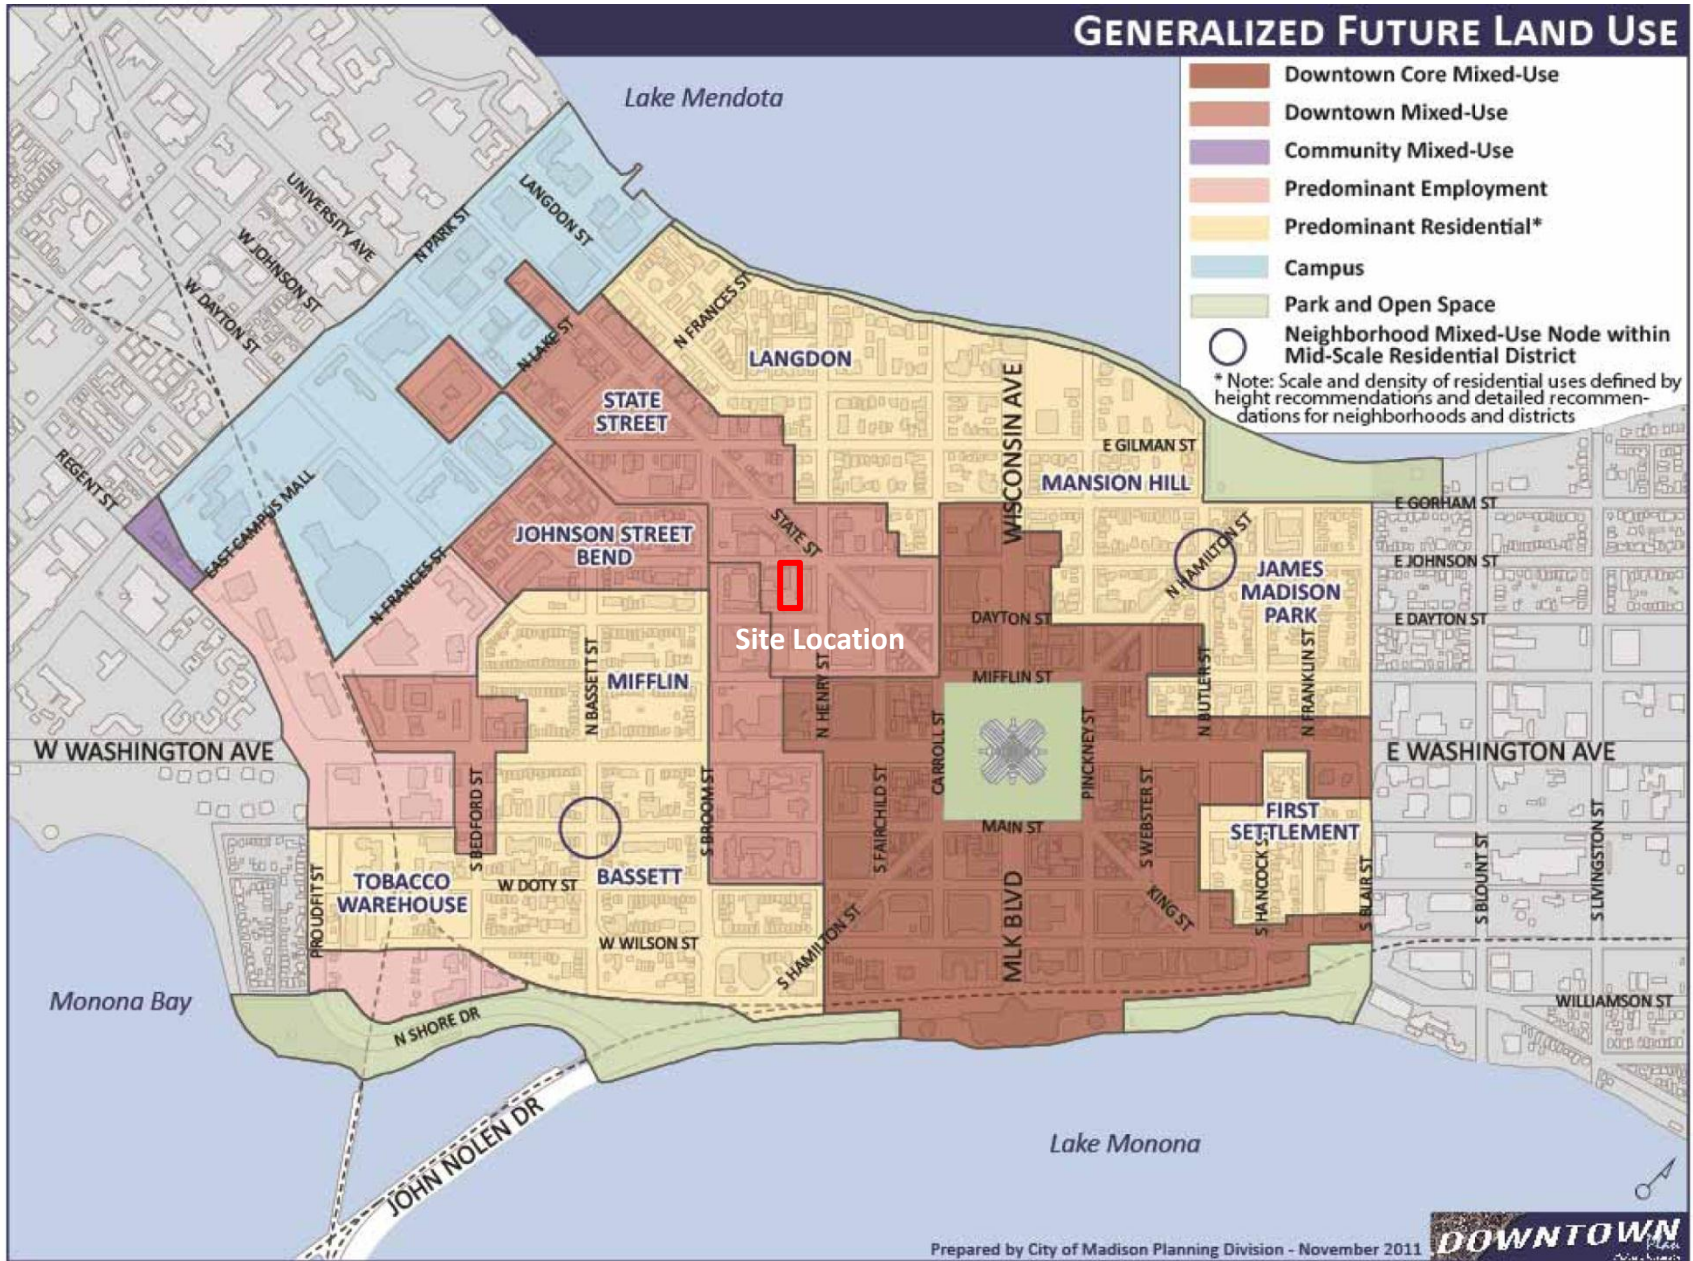 GENERALIZED FUTURE LAND USE
Downtown Core Mixed-Use
Downtown Mixed-Use
Community Mixed-Use
Predominant Employment
Predominant Residential*
Campus
Park and Open Space
Neighborhood Mixed-Use Node within
Mid-Scale Residential District
* Note: Scale and density of residential uses defined by
height recommendations and detailed recommen-
dations for neighborhoods and districts
Lake Mendota
LANGDON ST
UNIVERSITY AVE
N PARK ST
W JOHNSON ST
W DAYTON ST
N FRANCES ST
N LAKE ST
LANGDON
STATE
STREET
WISCONSIN AVE
E GILMAN ST
MANSION HILL
REGENT ST
EAST CAMPUS MALL
E GORHAM ST
STATE ST
JOHNSON STREET
BEND
N HAMILTON ST
E JOHNSON ST
JAMES
MADISON
PARK
N FRANCES ST
DAYTON ST
E DAYTON ST
Site Location
N BASSETT ST
MIFFLIN
N HENRY ST
MIFFLIN ST
N BUTLER ST
N FRANKLIN ST
W WASHINGTON AVE
CARROLL ST
PINCKNEY ST
E WASHINGTON AVE
S BEDFORD ST
S BROOM ST
S FAIRCHILD ST
S WEBSTER ST
MAIN ST
FIRST
SETTLEMENT
S HANCOCK S
S BLAIR ST
S BLOUNT ST
S LIVINGSTON ST
PROUDFIT ST
TOBACCO
WAREHOUSE
W DOTY ST
BASSETT
KING ST
MLK BLVD
W WILSON ST
S HAMILTON ST
Monona Bay
N SHORE DR
WILLIAMSON ST
JOHN NOLEN DR
Lake Monona
Prepared by City of Madison Planning Division - November 2011
DOWNTOWN
Plan